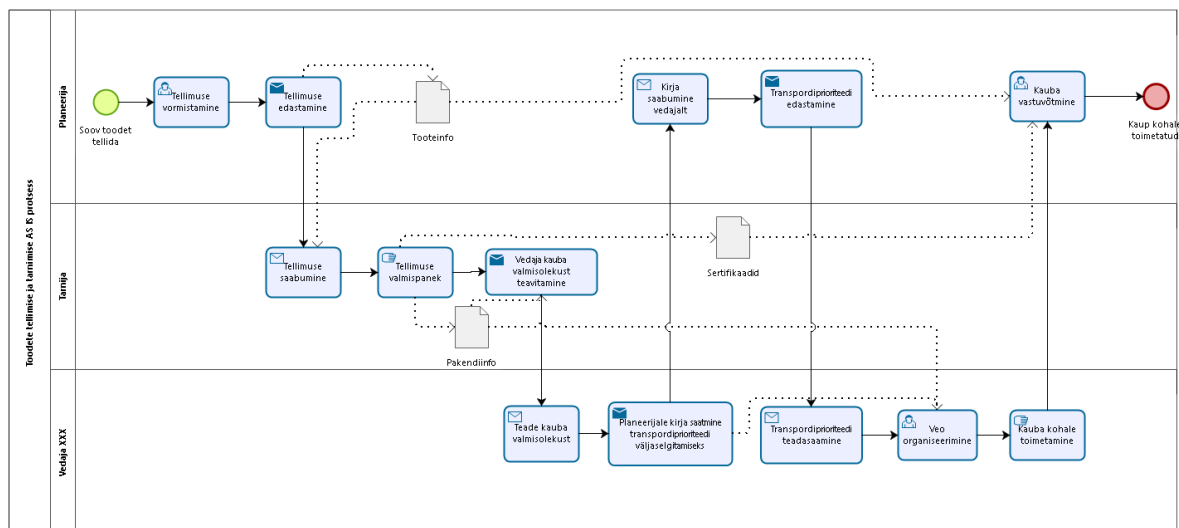 Toodete tellimise ja tarnimise AS IS protsess
Planeerija
Soov toodet
tellida
Tellimuse
vormistamine
Tellimuse
edastamine
Tooteinfo
Kirja
saabumine
vedajalt
Transpordiprioriteedi
edastamine
Kauba
vastuvõtmine
Kaup kohale
toimetatud
Tarnija
Tellimuse
saabumine
Tellimuse
valmispanek
Vedaja kauba
valmisolekust
teavitamine
Sertifikaadid
Pakendiinfo
Vedaja XXX
Teade kauba
valmisolekust
Planeerijale kirja saatmine
transpordiprioriteedi
väljaselgitamiseks
Transpordiprioriteedi
teadasaamine
Veo
organiseerimine
Kauba kohale
toimetamine